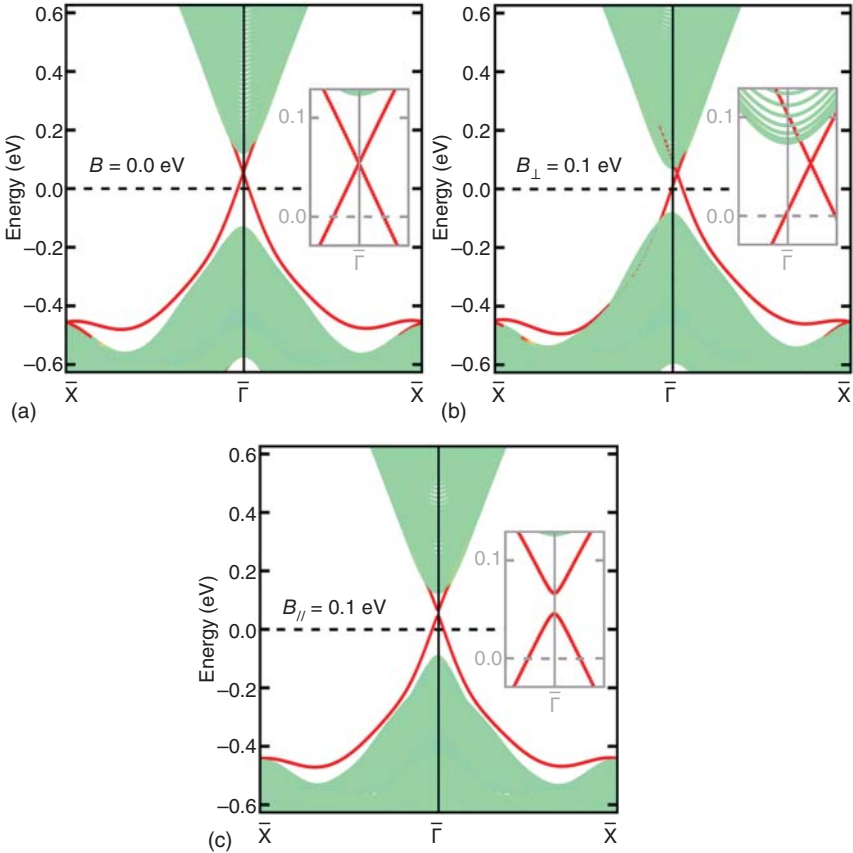 0.6
0.4
0.2
0.0
−0.2
−0.4
−0.6
Energy (eV)
B = 0.0 eV
0.1
0.0
Γ̅
X̅ Γ̅ X̅
(a)
0.6
0.4
0.2
0.0
−0.2
−0.4
−0.6
Energy (eV)
B⊥ = 0.1 eV
0.1
0.0
Γ̅
X̅ Γ̅ X̅
(b)
0.6
0.4
0.2
0.0
−0.2
−0.4
−0.6
Energy (eV)
B// = 0.1 eV
0.1
0.0
Γ̅
X̅ Γ̅ X̅
(c)